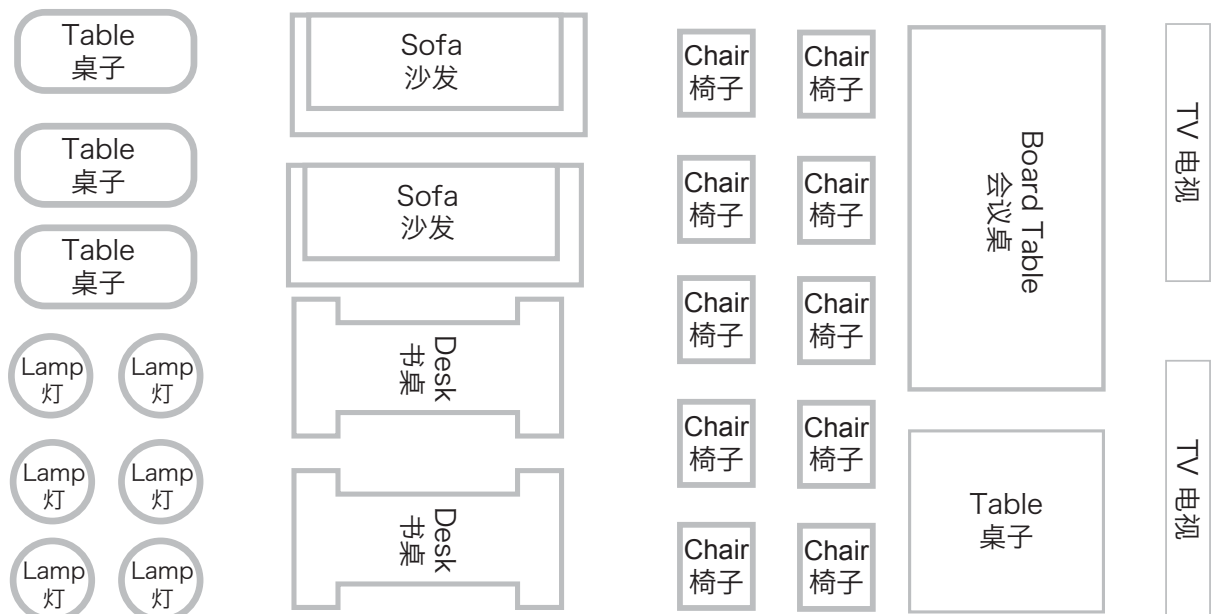 Table
桌子
Table
桌子
Table
桌子
Lamp
灯
Lamp
灯
Lamp
灯
Lamp
灯
Lamp
灯
Lamp
灯
Sofa
沙发
Sofa
沙发
Desk
书桌
Desk
书桌
Chair
椅子
Chair
椅子
Chair
椅子
Chair
椅子
Chair
椅子
Chair
椅子
Chair
椅子
Chair
椅子
Chair
椅子
Chair
椅子
Board Table
会议桌
Table
桌子
TV 电视
TV 电视